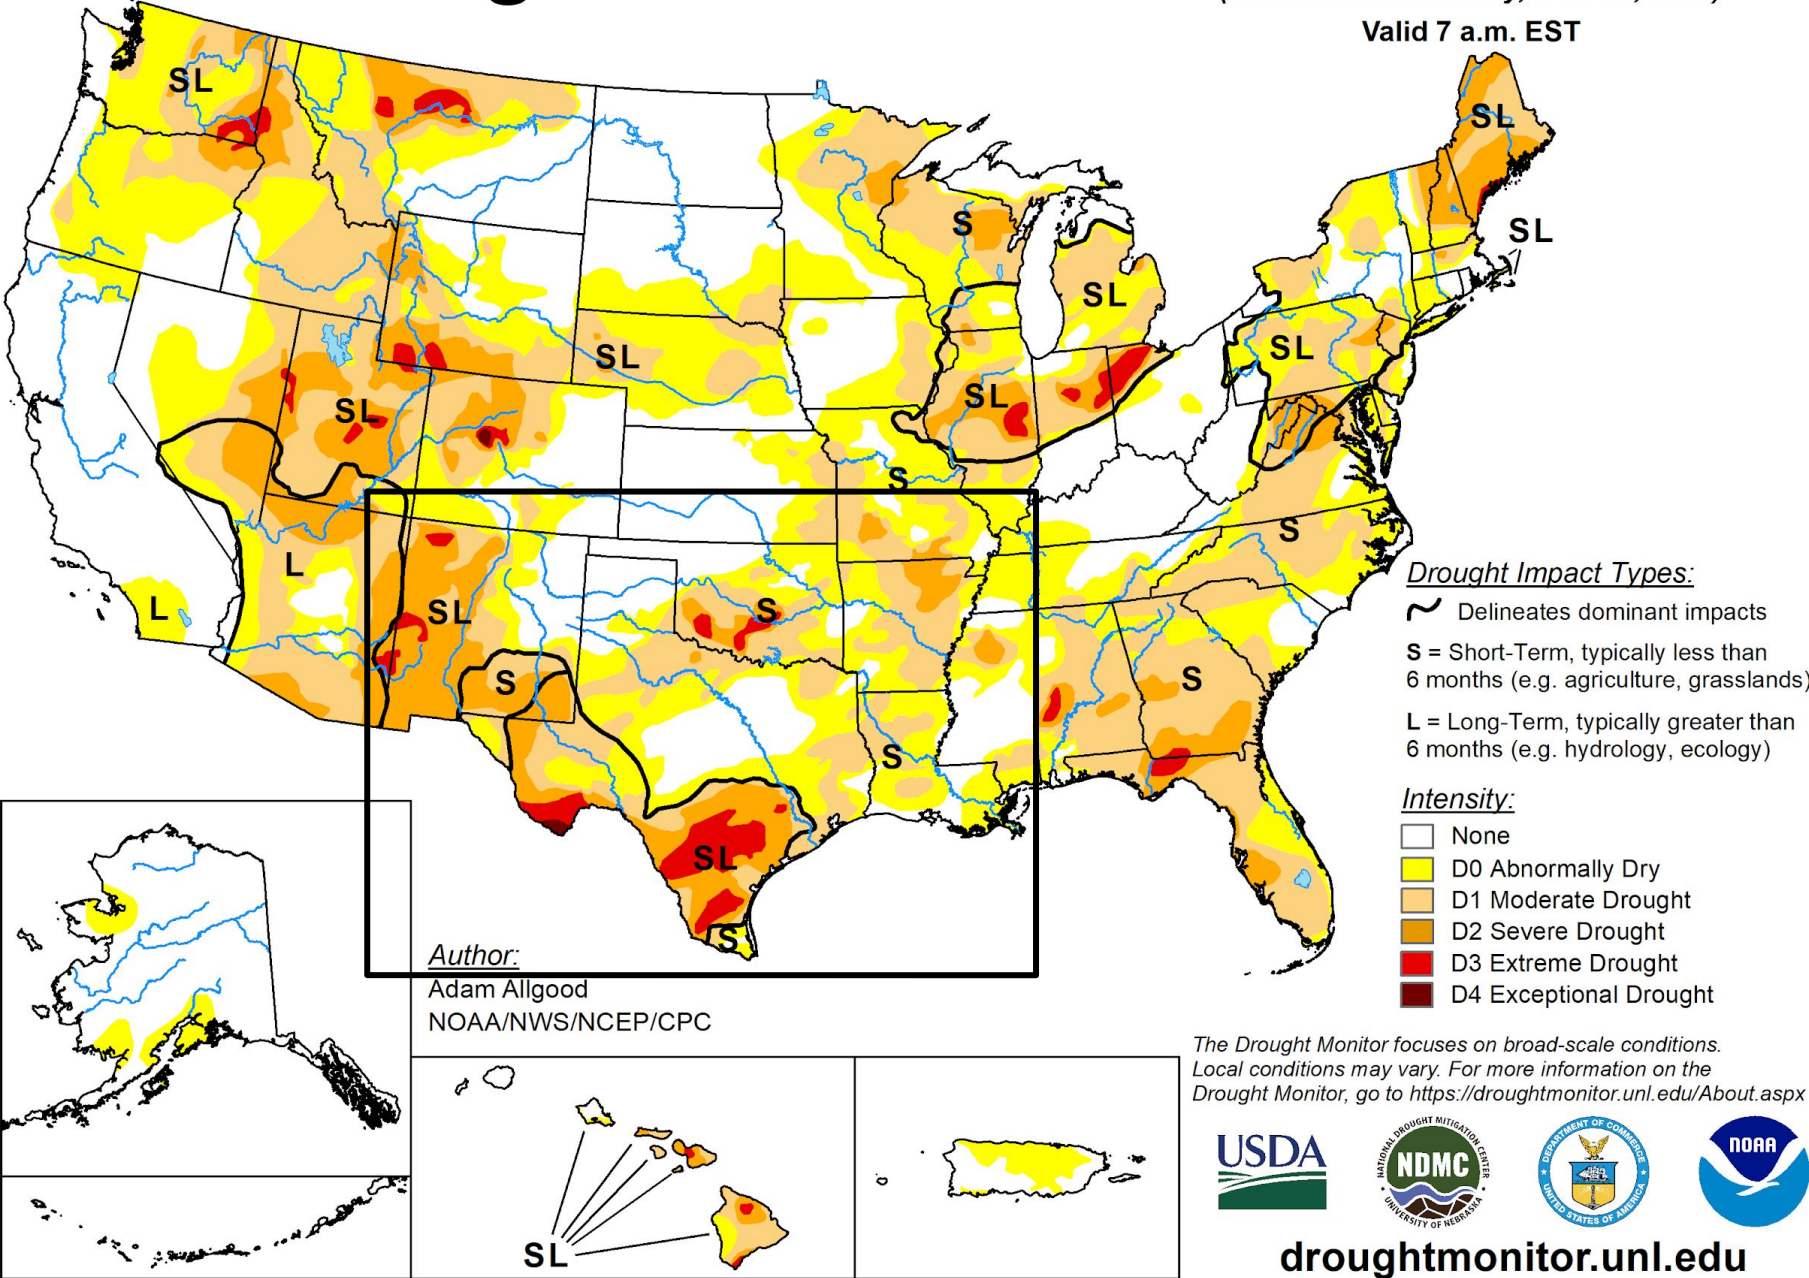 Valid 7 a.m. EST
SL
SL
S
SL
SL
SL
SL
SL
SL
S
S
L
L
SL
S
S
S
S
SL
S
Drought Impact Types:
Delineates dominant impacts
S = Short-Term, typically less than
6 months (e.g. agriculture, grasslands)
L = Long-Term, typically greater than
6 months (e.g. hydrology, ecology)
Intensity:
None
D0 Abnormally Dry
D1 Moderate Drought
D2 Severe Drought
D3 Extreme Drought
D4 Exceptional Drought
Author:
Adam Allgood
NOAA/NWS/NCEP/CPC
SL
The Drought Monitor focuses on broad-scale conditions.
Local conditions may vary. For more information on the
Drought Monitor, go to https://droughtmonitor.unl.edu/About.aspx
USDA
NATIONAL DROUGHT MITIGATION CENTER
NDMC
UNIVERSITY OF NEBRASKA
DEPARTMENT OF COMMERCE
UNITED STATES OF AMERICA
NOAA
droughtmonitor.unl.edu